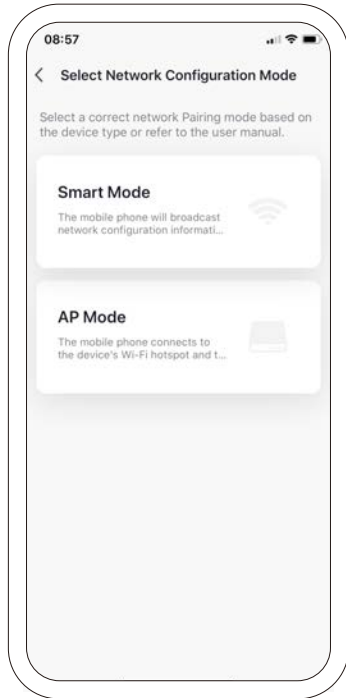 08:57
Select Network Configuration Mode
Select a correct network Pairing mode based on
the device type or refer to the user manual.
Smart Mode
The mobile phone will broadcast
network configuration informati...
AP Mode
The mobile phone connects to
the device's Wi-Fi hotspot and t...